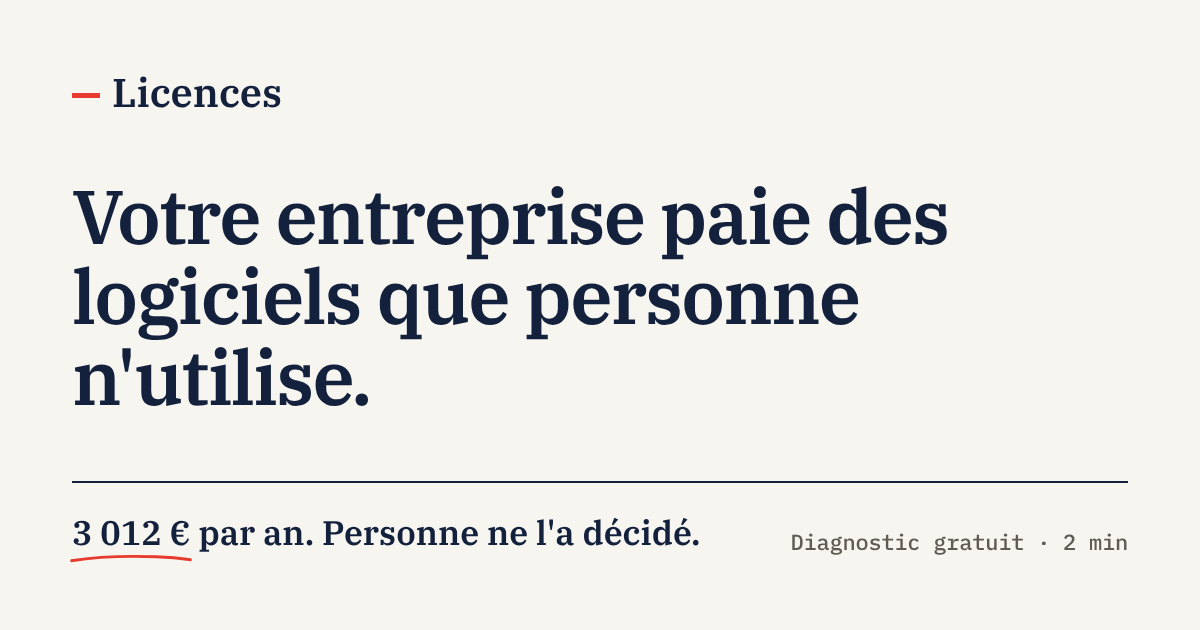 Licences
Votre entreprise paie des
logiciels que personne
n'utilise.
3 012 € par an. Personne ne l'a décidé.
Diagnostic gratuit · 2 min